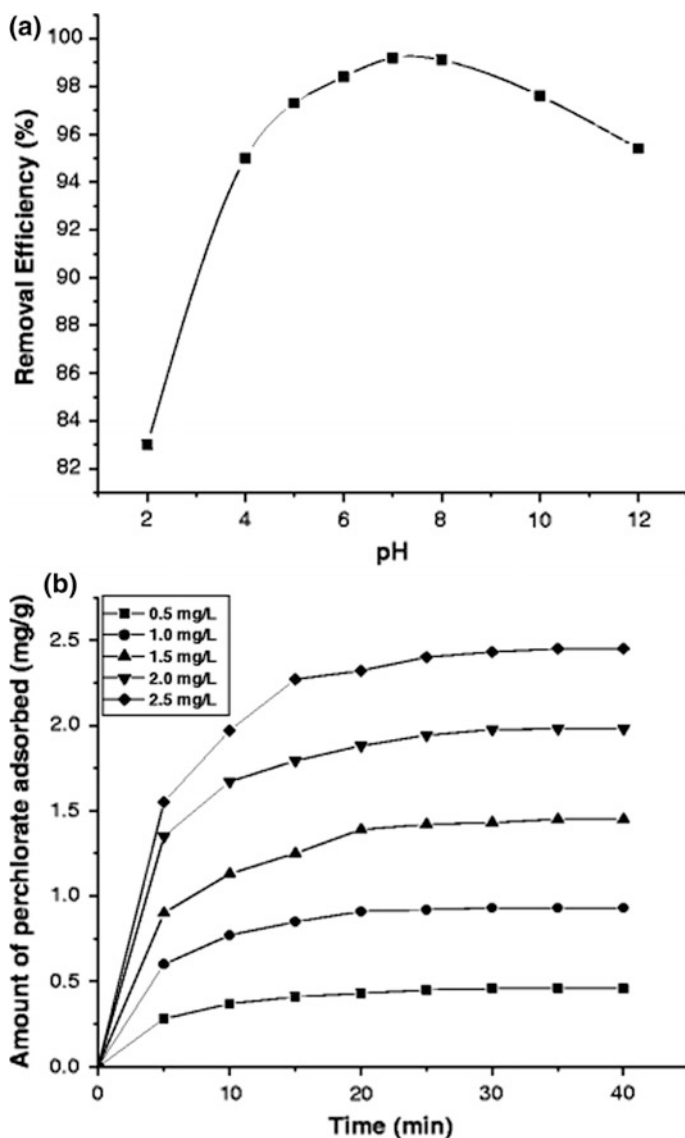 (a)
100
98
96
94
92
90
88
86
84
82
Removal Efficiency (%)
2 4 6 8 10 12
pH
(b)
0.5 mg/L
1.0 mg/L
1.5 mg/L
2.0 mg/L
2.5 mg/L
2.5
2.0
1.5
1.0
0.5
0.0
Amount of perchlorate adsorbed (mg/g)
0 10 20 30 40
Time (min)